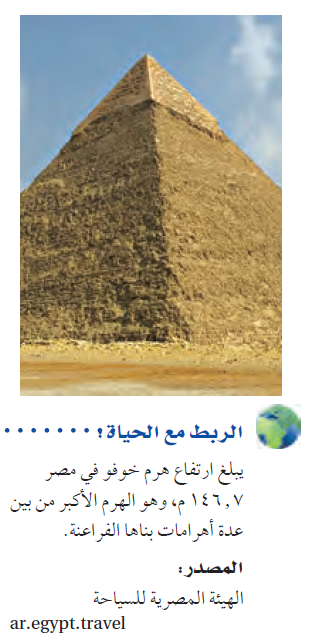 الربط مع الحياة؟
يبلغ ارتفاع هرم خوفو في مصر
١٤٦,٧ م، وهو الهرم الأكبر من بين
عدة أهرامات بناها الفراعنة.
المصدر:
الهيئة المصرية للسياحة
ar.egypt.travel